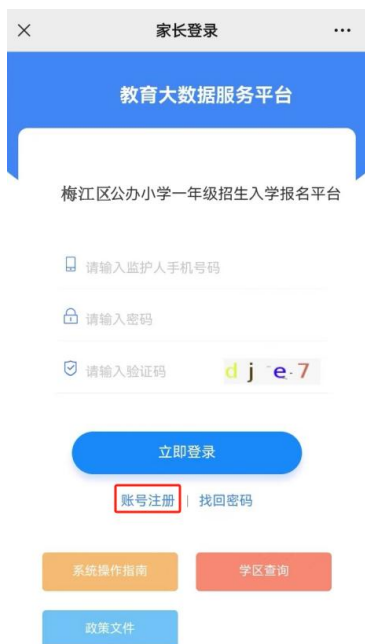 家长登录
教育大数据服务平台
梅江区公办小学一年级招生入学报名平台
请输入监护人手机号码
请输入密码
请输入验证码 dje7
立即登录
账号注册 | 找回密码
系统操作指南 学区查询
政策文件